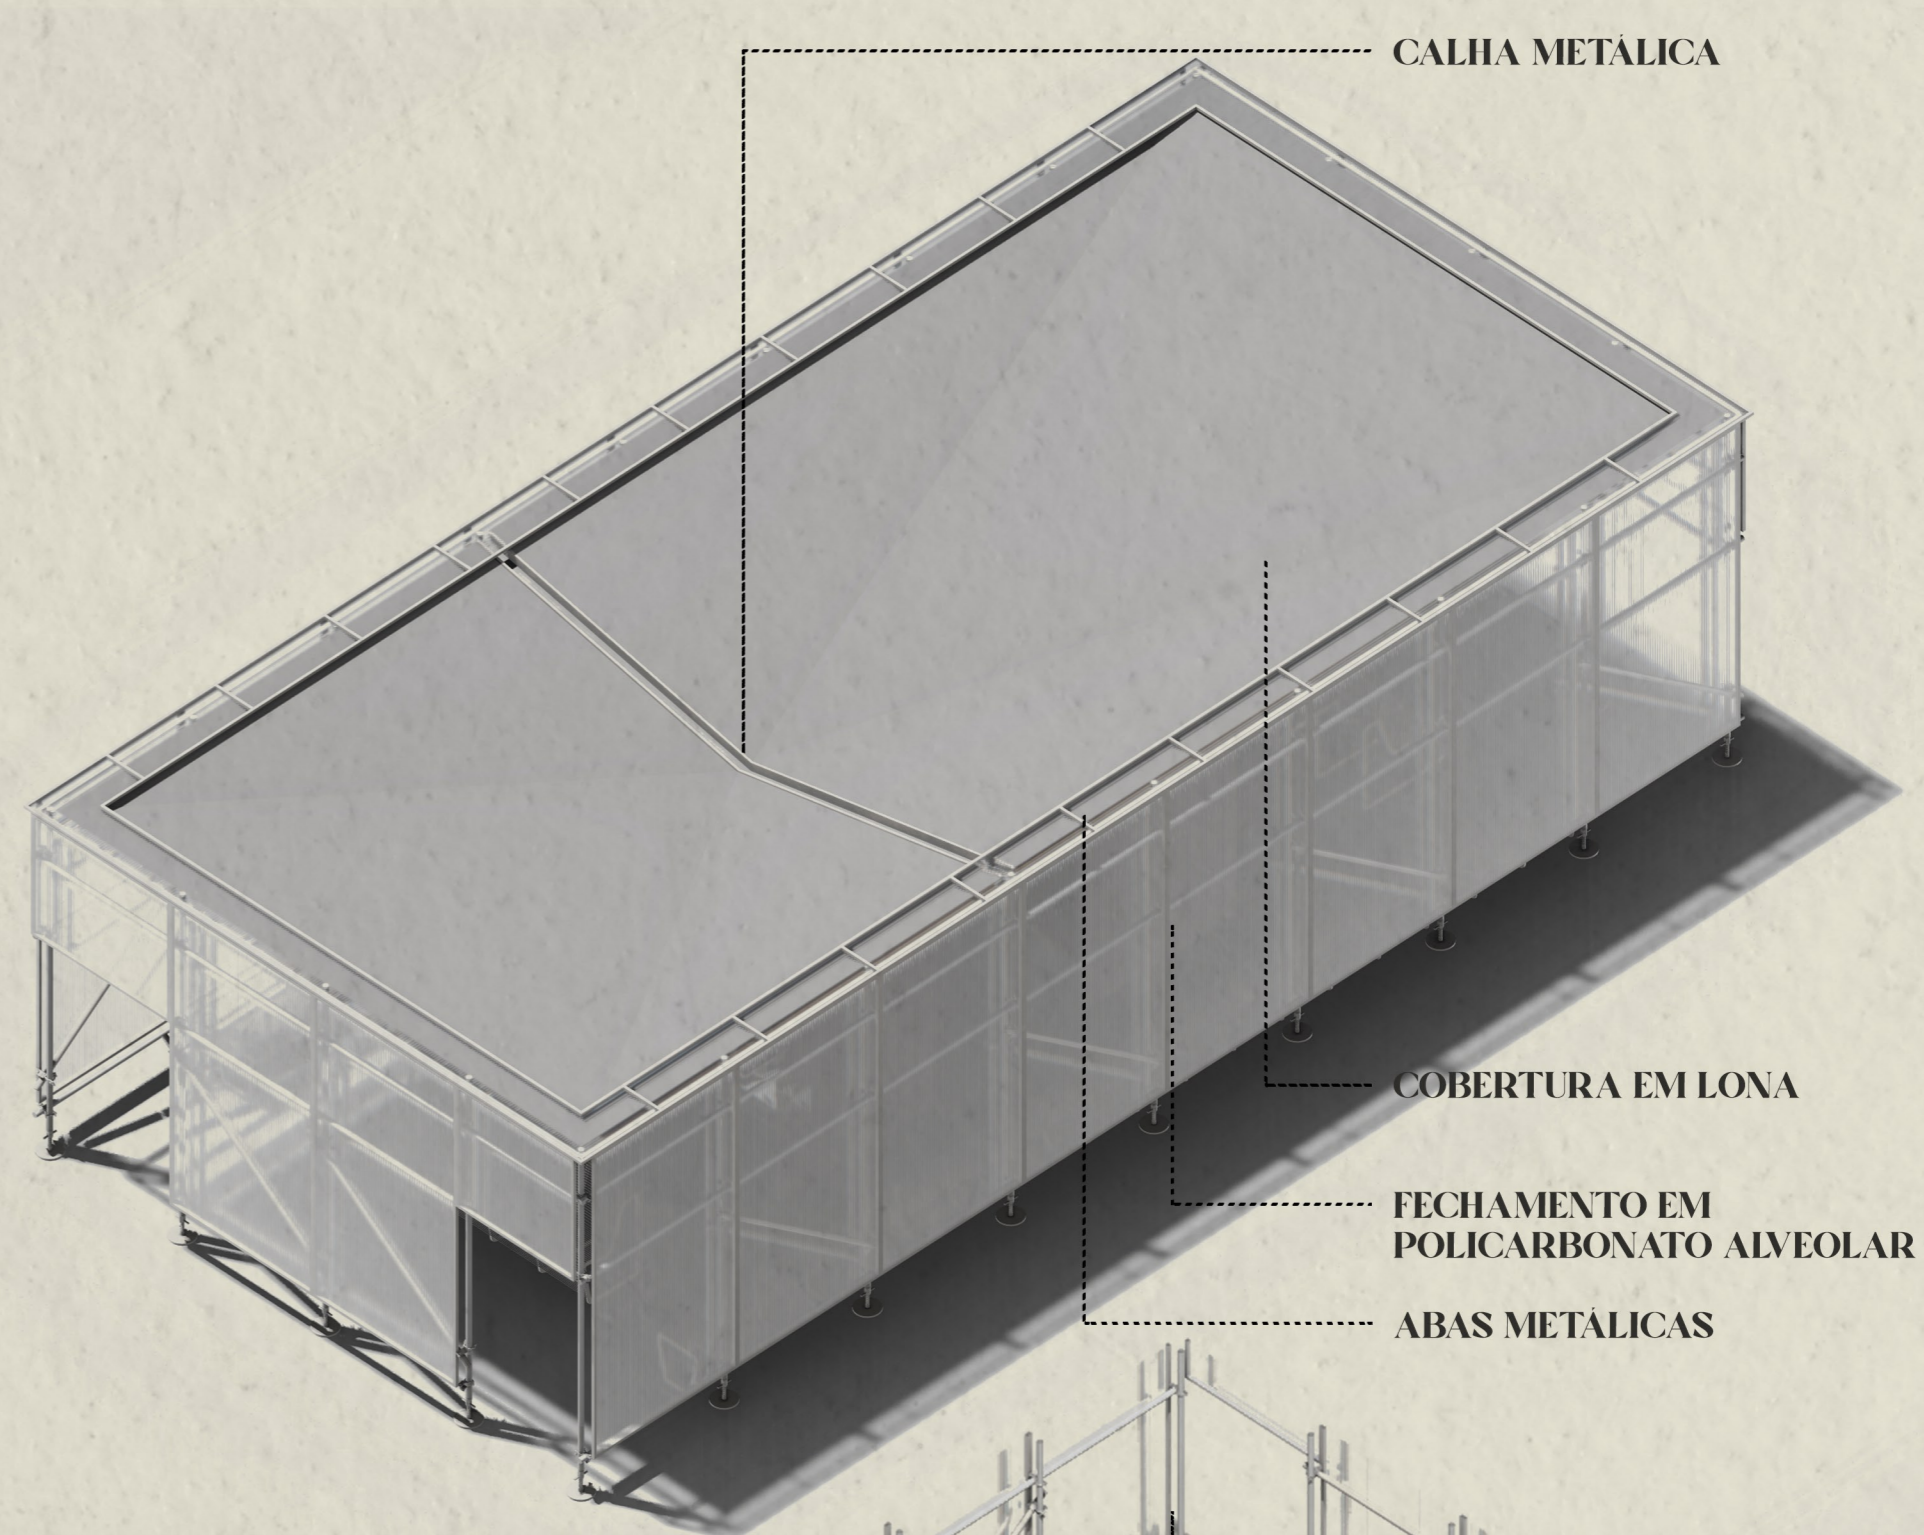 CALHA METÁLICA
COBERTURA EM LONA
FECHAMENTO EM
POLICARBONATO ALVEOLAR
ABAS METÁLICAS